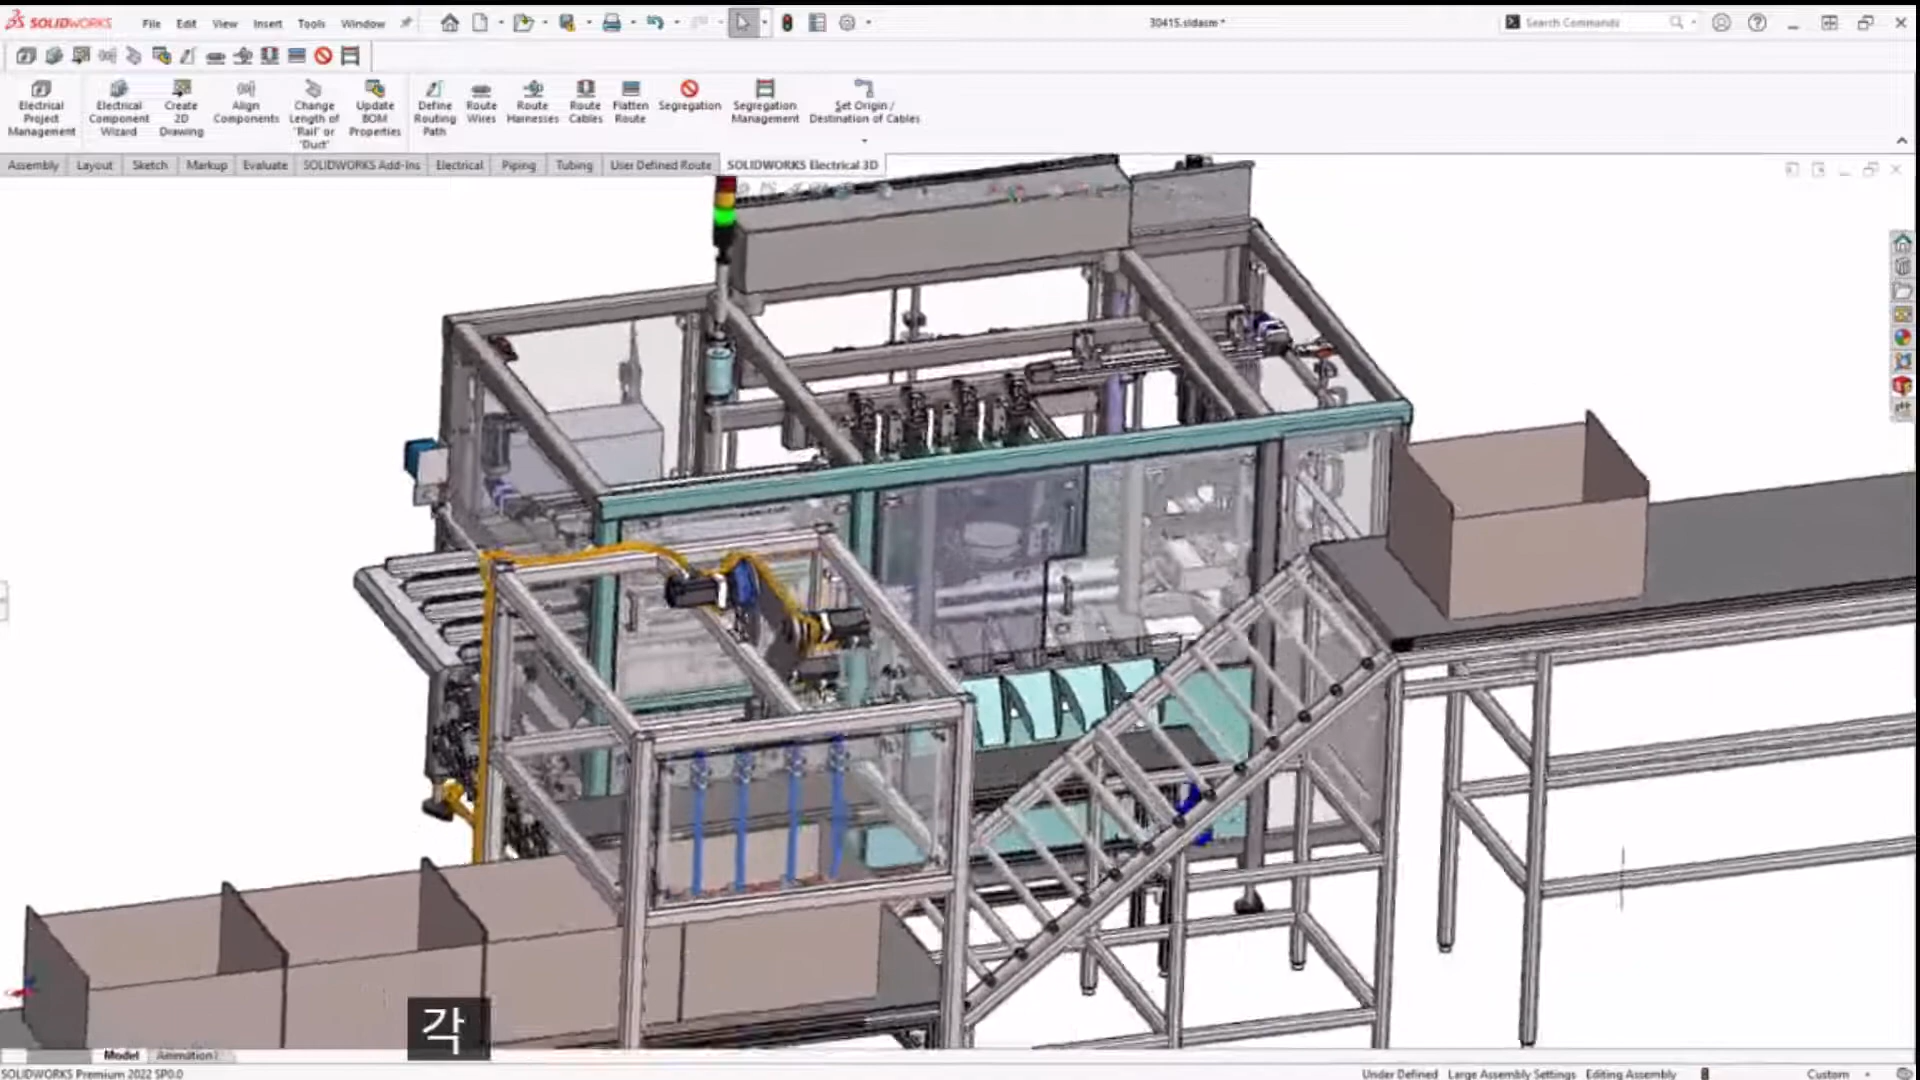 SOLIDWORKS File Edit View Insert Tools Window 30415.sldasm * Search Commands
Electrical Project Management
Electrical Component Wizard
Create 2D Drawing
Align Components
Change Length of 'Rail' or 'Duct'
Update BOM Properties
Define Routing Path
Route Wires
Route Harnesses
Route Cables
Flatten Route
Segregation
Segregation Management
Set Origin / Destination of Cables
Assembly Layout Sketch Markup Evaluate SOLIDWORKS Add-Ins Electrical Piping Tubing User Defined Route SOLIDWORKS Electrical 3D
각
Model Animation1
SOLIDWORKS Premium 2022 SP0.0 Under Defined Large Assembly Settings Editing Assembly Custom